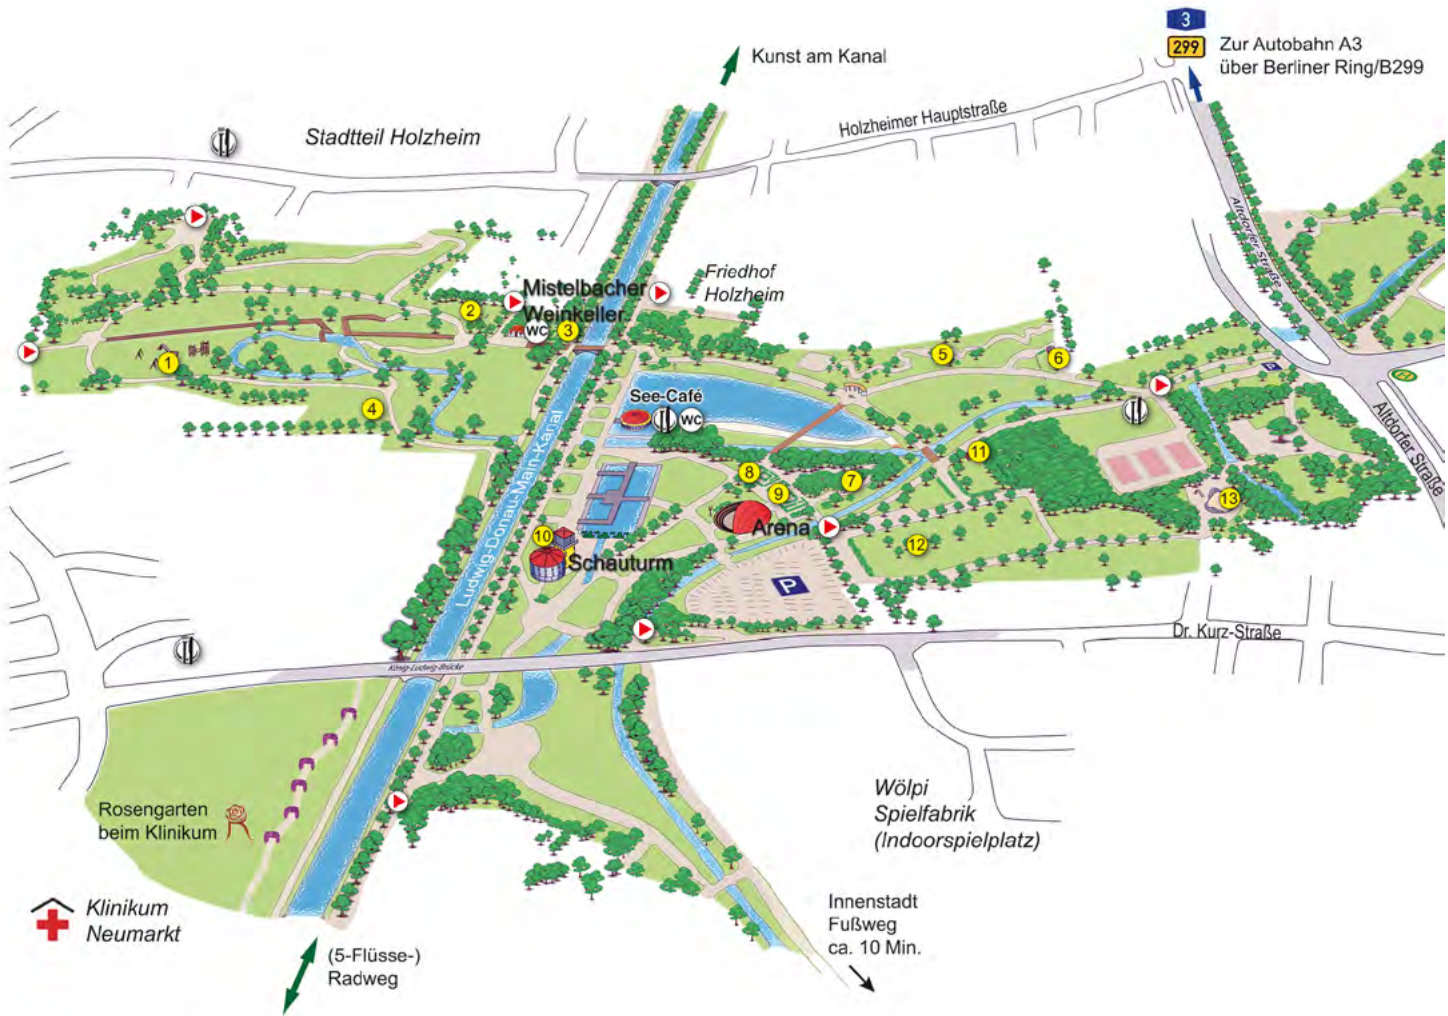 3
299
Zur Autobahn A3
über Berliner Ring/B299
Kunst am Kanal
Holzheimer Hauptstraße
Stadtteil Holzheim
Altdorfer Straße
Friedhof
Holzheim
Mistelbacher
Weinkeller
WC
2
3
1
4
5
6
See-Café
WC
Altdorfer Straße
Ludwig-Donau-Main-Kanal
8
7
9
11
13
Arena
10
12
Schauturm
P
P
Dr. Kurz-Straße
König-Ludwig-Brücke
Rosengarten
beim Klinikum
Wölpi
Spielfabrik
(Indoorspielplatz)
Klinikum
Neumarkt
Innenstadt
Fußweg
ca. 10 Min.
(5-Flüsse-)
Radweg